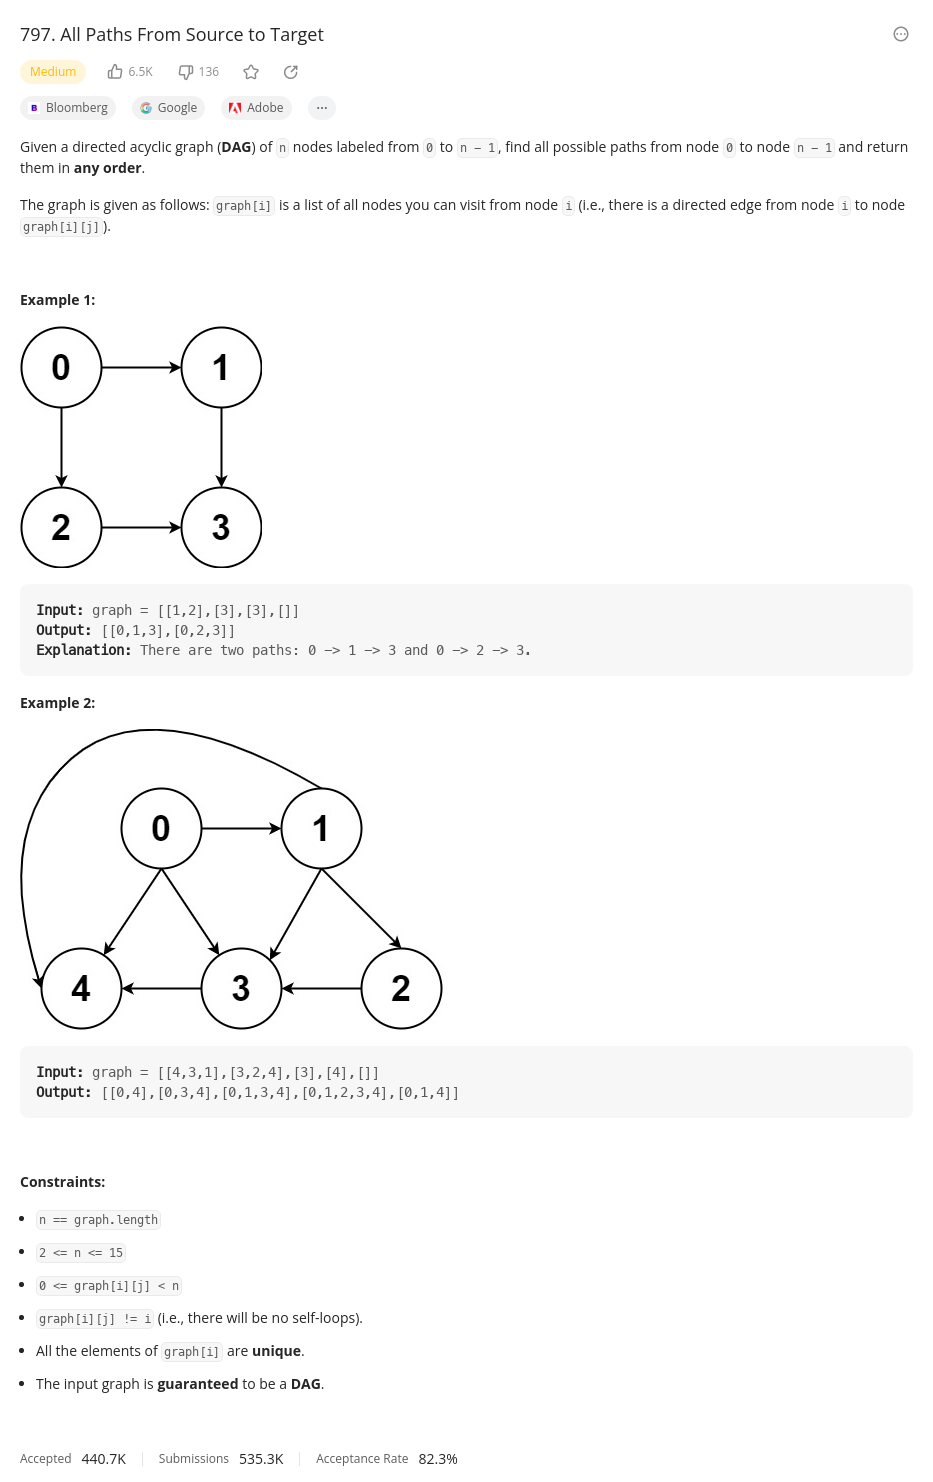 797. All Paths From Source to Target
Medium 6.5K 136
Bloomberg Google Adobe ...
Given a directed acyclic graph (DAG) of n nodes labeled from 0 to n - 1, find all possible paths from node 0 to node n - 1 and return
them in any order.
The graph is given as follows: graph[i] is a list of all nodes you can visit from node i (i.e., there is a directed edge from node i to node
graph[i][j]).
Example 1:
0 1
2 3
Input: graph = [[1,2],[3],[3],[]]
Output: [[0,1,3],[0,2,3]]
Explanation: There are two paths: 0 -> 1 -> 3 and 0 -> 2 -> 3.
Example 2:
0 1
4 3 2
Input: graph = [[4,3,1],[3,2,4],[3],[4],[]]
Output: [[0,4],[0,3,4],[0,1,3,4],[0,1,2,3,4],[0,1,4]]
Constraints:
• n == graph.length
• 2 <= n <= 15
• 0 <= graph[i][j] < n
• graph[i][j] != i (i.e., there will be no self-loops).
• All the elements of graph[i] are unique.
• The input graph is guaranteed to be a DAG.
Accepted 440.7K Submissions 535.3K Acceptance Rate 82.3%